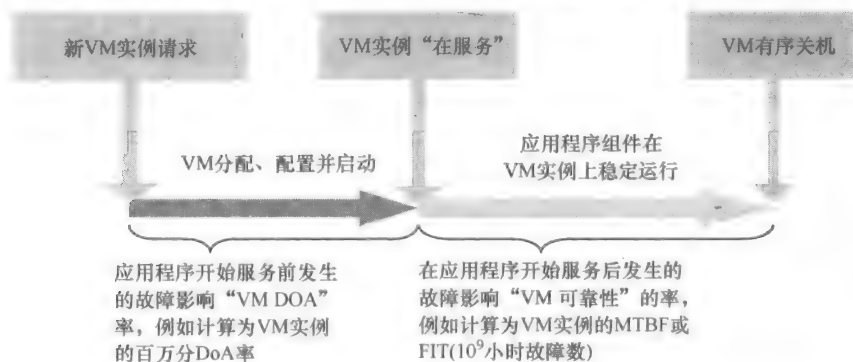 新VM实例请求
VM实例“在服务”
VM有序关机
VM分配、配置并启动
应用程序组件在
VM实例上稳定运行
应用程序开始服务前发生
的故障影响“VM DOA”
率，例如计算为VM实例
的百万分DoA率
在应用程序开始服务后发生的
故障影响“VM 可靠性”的率，
例如计算为VM实例的MTBF或
FIT(10⁹小时故障数)